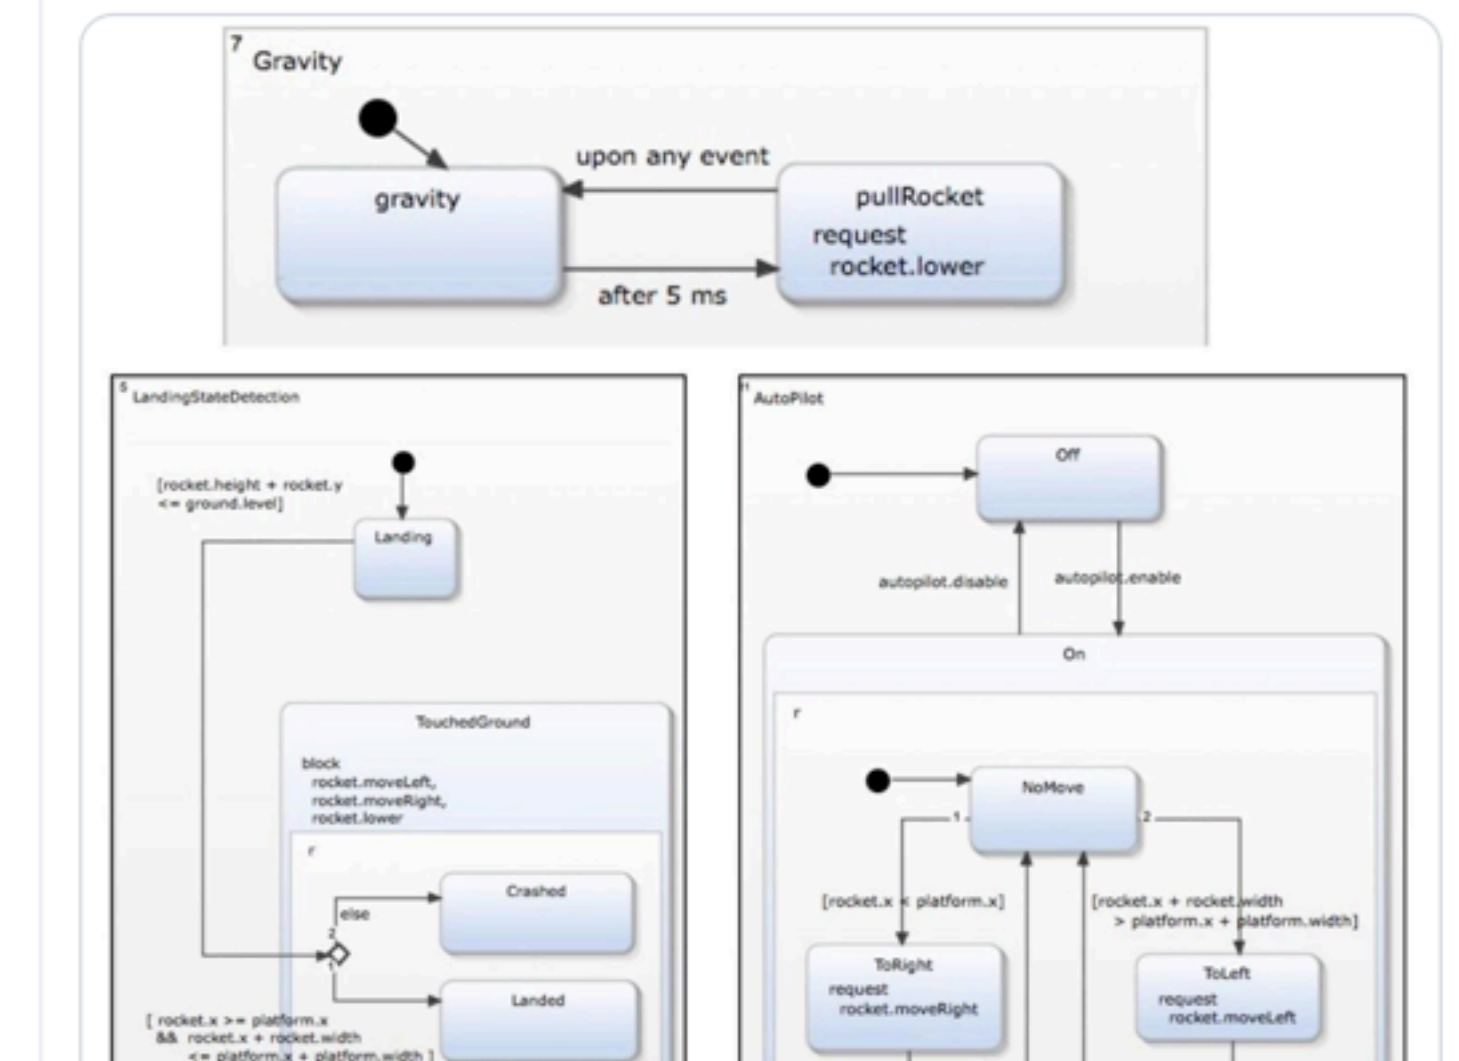 7
Gravity
upon any event
gravity
pullRocket
request
rocket.lower
after 5 ms
5
LandingStateDetection
[rocket.height + rocket.y
<= ground.level]
Landing
TouchedGround
block
rocket.moveLeft,
rocket.moveRight,
rocket.lower
r
Crashed
else
2
1
Landed
[ rocket.x >= platform.x
&& rocket.x + rocket.width
<= platform.x + platform.width ]
AutoPilot
Off
autopilot.disable
autopilot.enable
On
r
NoMove
1
2
[rocket.x < platform.x]
[rocket.x + rocket.width
> platform.x + platform.width]
ToRight
request
rocket.moveRight
ToLeft
request
rocket.moveLeft